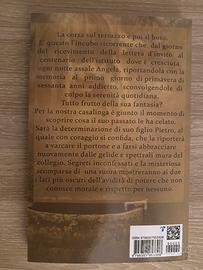 La corsa sul terrazzo e poi il buio.
È questo l'incubo ricorrente che, dal giorno
del ricevimento della lettera d'invito al
centenario dell'istituto dov'è cresciuta,
ogni notte assale Angela, riportandola con la
memoria al primo giorno di primavera di
sessanta anni addietro, sconvolgendole di
colpo la serenità quotidiana.
Tutto frutto della sua fantasia?
Per la nostra casalinga è giunto il momento di
scoprire cosa il suo passato le ha celato.
Sarà la determinazione di suo figlio Pietro, al
quale con coraggio si confida, che la riporterà
a varcare il portone e a farsi abbracciare
nuovamente dalle gelide e spettrali mura del
collegio. Segreti inconfessati e la misteriosa
scomparsa di una suora mostreranno ai due
i lati più oscuri dell'avidità di potere che non
conosce morale e rispetto per nessuno.